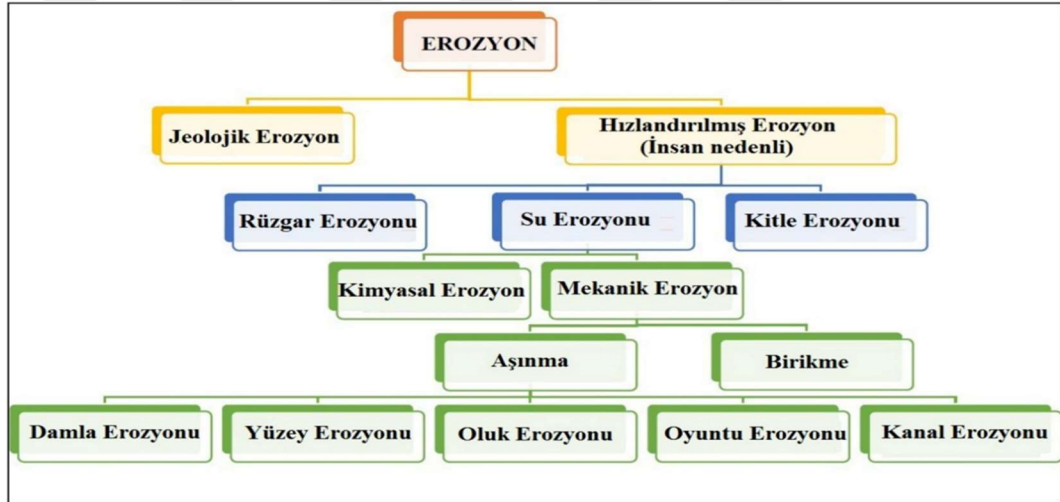 EROZYON
Jeolojik Erozyon
Hızlandırılmış Erozyon
(İnsan nedenli)
Rüzgar Erozyonu
Su Erozyonu
Kitle Erozyonu
Kimyasal Erozyon
Mekanik Erozyon
Aşınma
Birikme
Damla Erozyonu
Yüzey Erozyonu
Oluk Erozyonu
Oyuntu Erozyonu
Kanal Erozyonu